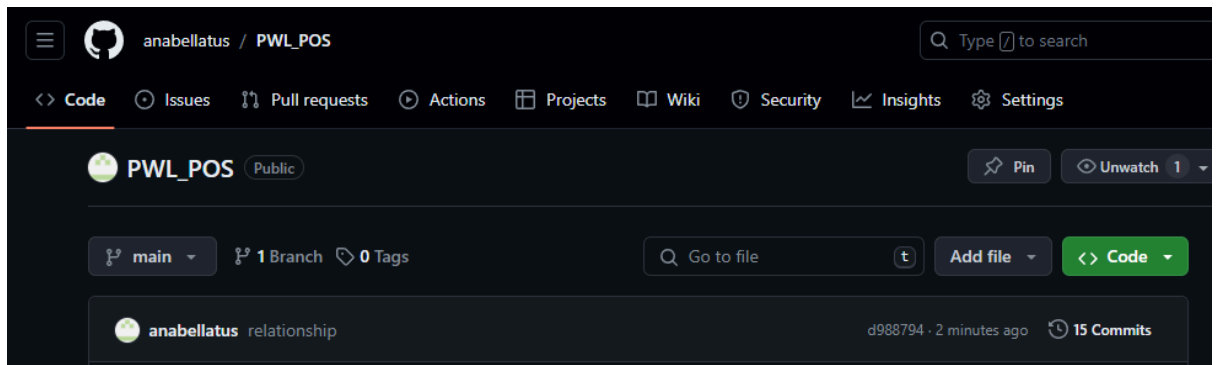 anabellatus / PWL_POS Type / to search
Code Issues Pull requests Actions Projects Wiki Security Insights Settings
PWL_POS Public Pin Unwatch 1
main 1 Branch 0 Tags Go to file t Add file Code
anabellatus relationship d988794 · 2 minutes ago 15 Commits